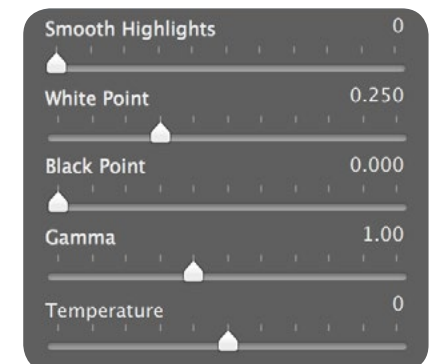 Smooth Highlights 0
White Point 0.250
Black Point 0.000
Gamma 1.00
Temperature 0